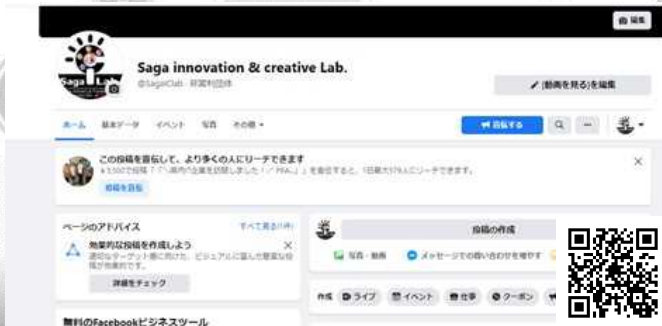 編集
Saga innovation & creative Lab.
@SagaiClab · 非営利団体
[動画を見る]を編集
ホーム 基本データ イベント 写真 その他
宣伝する
この投稿を宣伝して、より多くの人にリーチできます
投稿を宣伝
ページのアドバイス すべて見る
効果的な投稿を作成しよう
詳細をチェック
投稿の作成
写真・動画 メッセージでの問い合わせを増やす
作成 ライブ イベント 仕事 クーポン
無料のFacebookビジネスツール